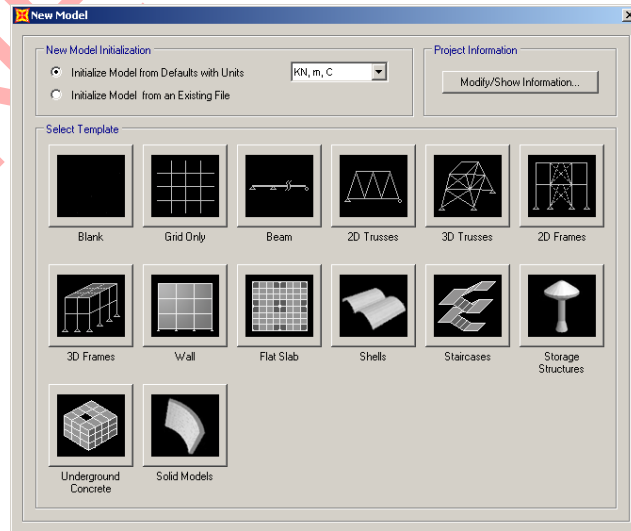 New Model
New Model Initialization
Project Information
Initialize Model from Defaults with Units
KN, m, C
Initialize Model from an Existing File
Modify/Show Information...
Select Template
Blank
Grid Only
Beam
2D Trusses
3D Trusses
2D Frames
3D Frames
Wall
Flat Slab
Shells
Staircases
Storage
Structures
Underground
Concrete
Solid Models